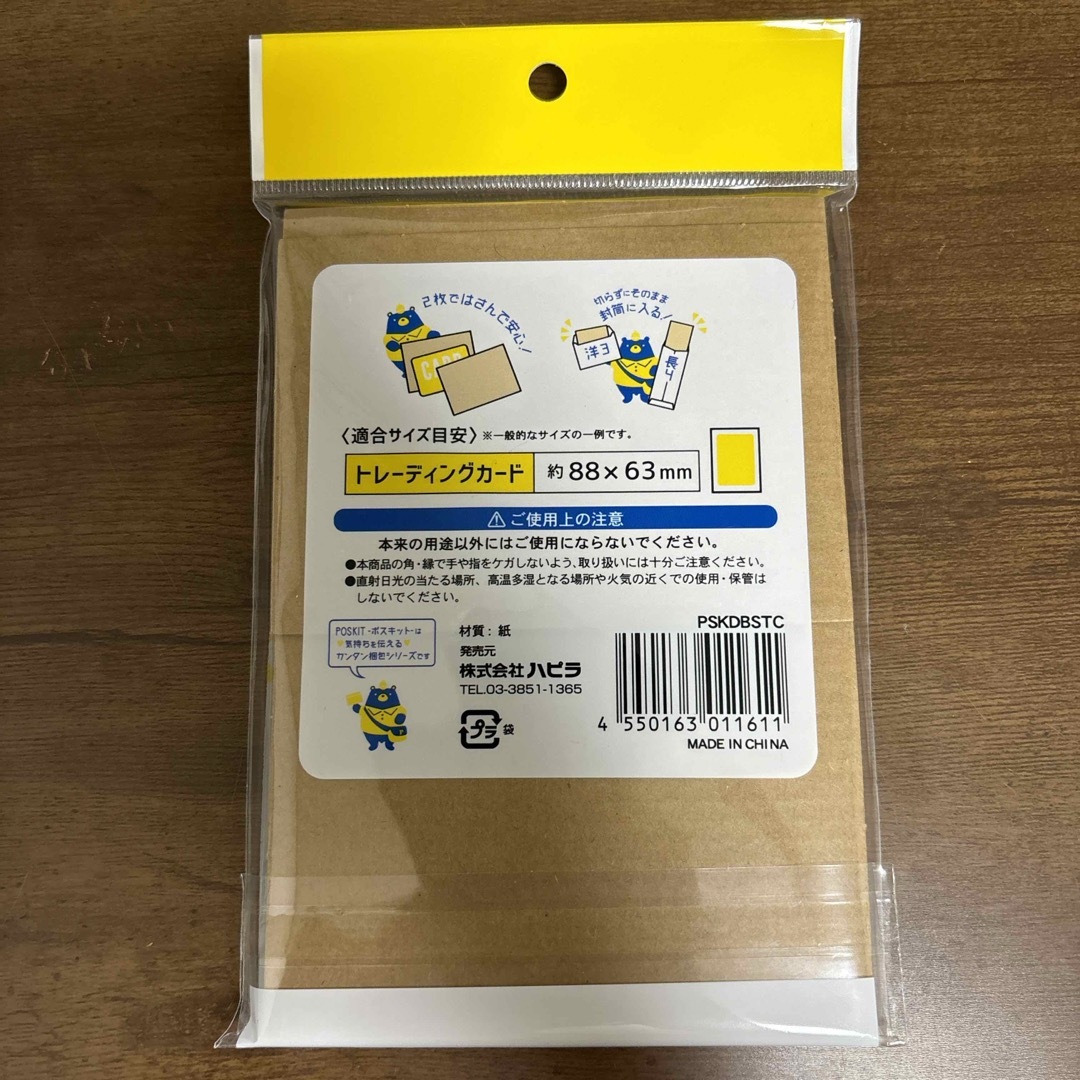 2枚ではさんで安心!
CARD
切らずにそのまま
封筒に入る!
洋3
長4
〈適合サイズ目安〉※一般的なサイズの一例です。
トレーディングカード 約88×63mm
⚠ご使用上の注意
本来の用途以外にはご使用にならないでください。
●本商品の角・縁で手や指をケガしないよう、取り扱いには十分ご注意ください。
●直射日光の当たる場所、高温多湿となる場所や火気の近くでの使用・保管は
しないでください。
POSKIT-ポスキット-は
気持ちを伝える
カンタン梱包シリーズです
材質:紙
発売元
株式会社ハピラ
TEL.03-3851-1365
プラ 袋
PSKDBSTC
4 550163 011611
MADE IN CHINA